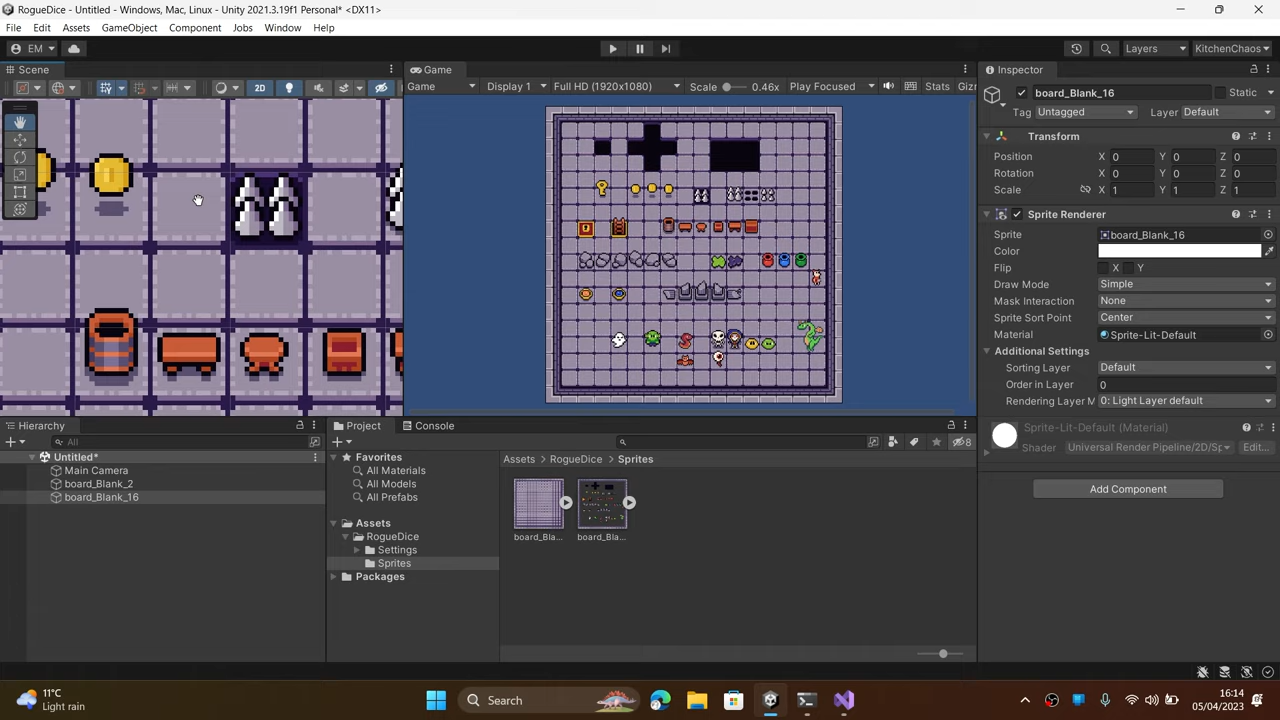 RogueDice - Untitled - Windows, Mac, Linux - Unity 2021.3.19f1 Personal* <DX11>
File Edit Assets GameObject Component Jobs Window Help
EM Layers KitchenChaos
Scene Game Inspector
2D
Game Display 1 Full HD (1920x1080) Scale 0.46x Play Focused Stats
board_Blank_16 Static
Tag Untagged Layer Default
Transform
Position X 0 Y 0 Z 0
Rotation X 0 Y 0 Z 0
Scale X 1 Y 1 Z 1
Sprite Renderer
Sprite board_Blank_16
Color
Flip X Y
Draw Mode Simple
Mask Interaction None
Sprite Sort Point Center
Material Sprite-Lit-Default
Additional Settings
Sorting Layer Default
Order in Layer 0
Rendering Layer M 0: Light Layer default
Sprite-Lit-Default (Material)
Shader Universal Render Pipeline/2D/Sp Edit...
Add Component
Hierarchy
All
Untitled*
Main Camera
board_Blank_2
board_Blank_16
Project Console
8
Favorites
All Materials
All Models
All Prefabs
Assets
RogueDice
Settings
Sprites
Packages
Assets RogueDice Sprites
board_Bla... board_Bla...
11°C
Light rain
Search
16:14
05/04/2023